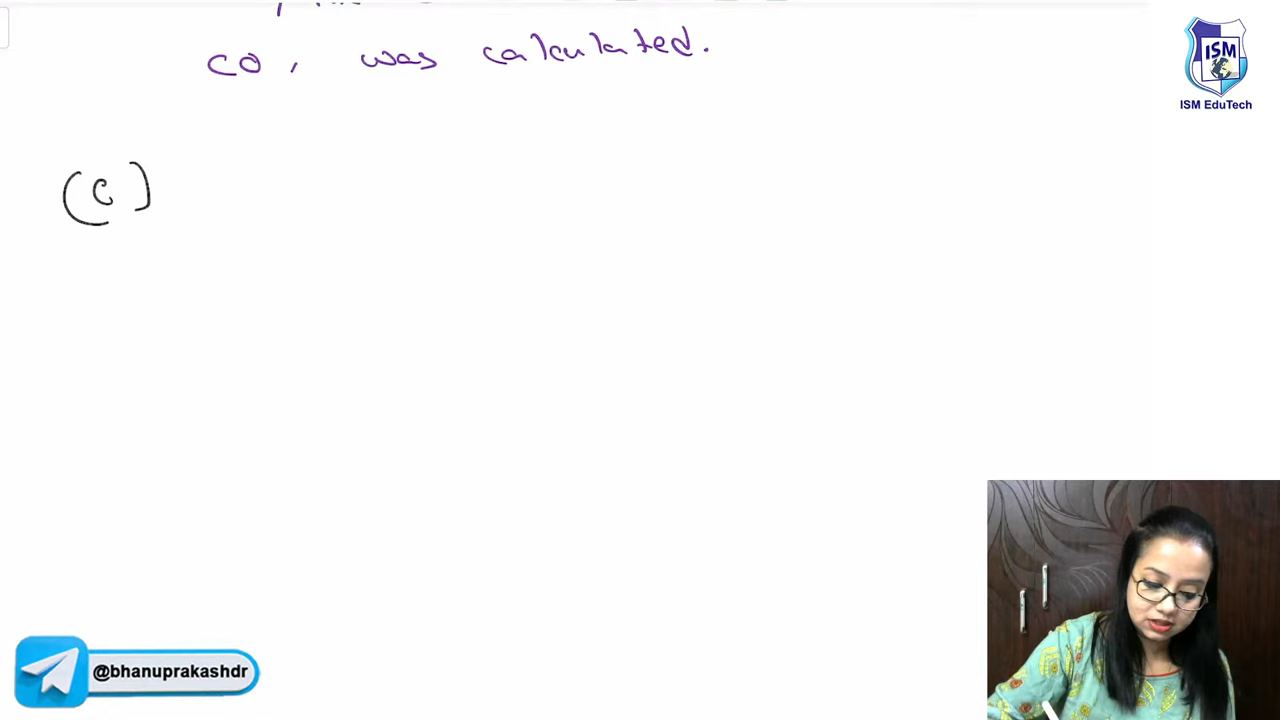 CO, was calculated.
(C)
ISM
ISM EduTech
@bhanuprakashdr